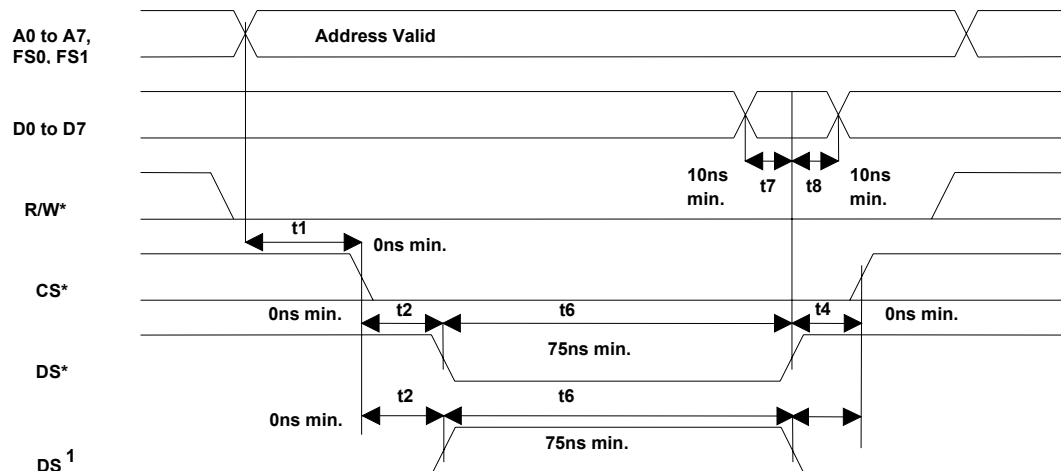 A0 to A7,
FS0, FS1
Address Valid
D0 to D7
10ns
min.
t7
t8
10ns
min.
R/W*
t1
0ns min.
CS*
0ns min.
t2
t6
t4
0ns min.
75ns min.
DS*
0ns min.
t2
t6
75ns min.
DS 1